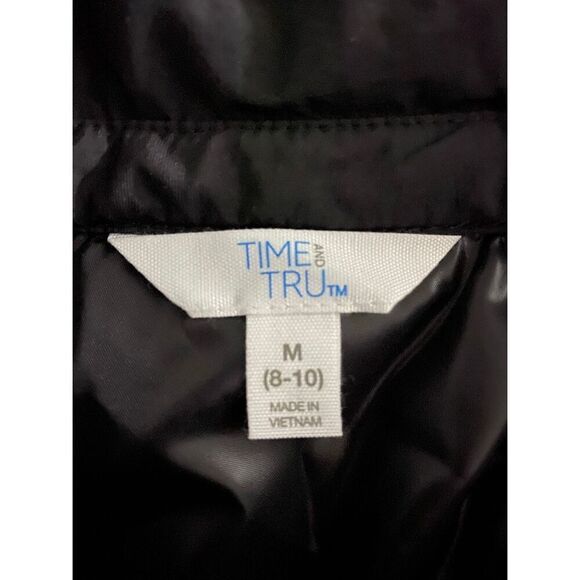 TIME AND
TRU™
M
(8-10)
MADE IN
VIETNAM